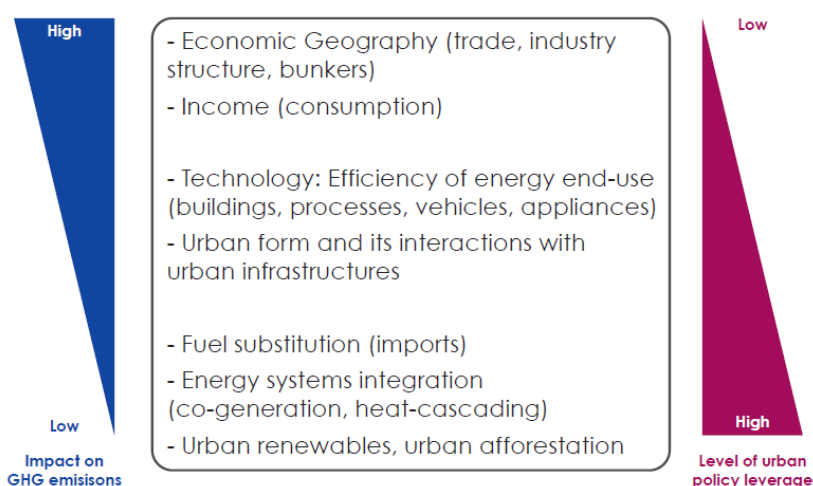 High
Low
- Economic Geography (trade, industry
structure, bunkers)
- Income (consumption)
- Technology: Efficiency of energy end-use
(buildings, processes, vehicles, appliances)
- Urban form and its interactions with
urban infrastructures
- Fuel substitution (imports)
- Energy systems integration
(co-generation, heat-cascading)
- Urban renewables, urban afforestation
Low
High
Impact on
GHG emisisons
Level of urban
policy leverage